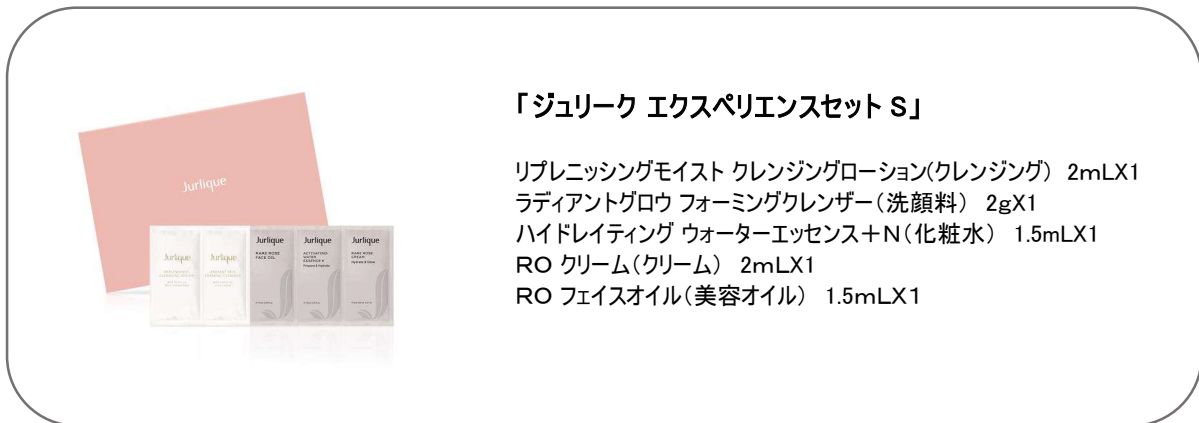 「ジュリーク エクスペリエンスセット S」
リプレニッシングモイスト クレンジングローション(クレンジング) 2mLX1
ラディアントグロウ フォーミングクレンザー（洗顔料） 2gX1
ハイドレイティング ウォーターエッセンス＋N（化粧水） 1.5mLX1
RO クリーム（クリーム） 2mLX1
RO フェイスオイル（美容オイル） 1.5mLX1
Jurlique
Jurlique
Jurlique
RARE ROSE
FACE OIL
Jurlique
ACTIVATING
WATER
ESSENCE+
Prepare & Hydrate
Jurlique
RARE ROSE
CREAM
Hydrate & Glow
Jurlique